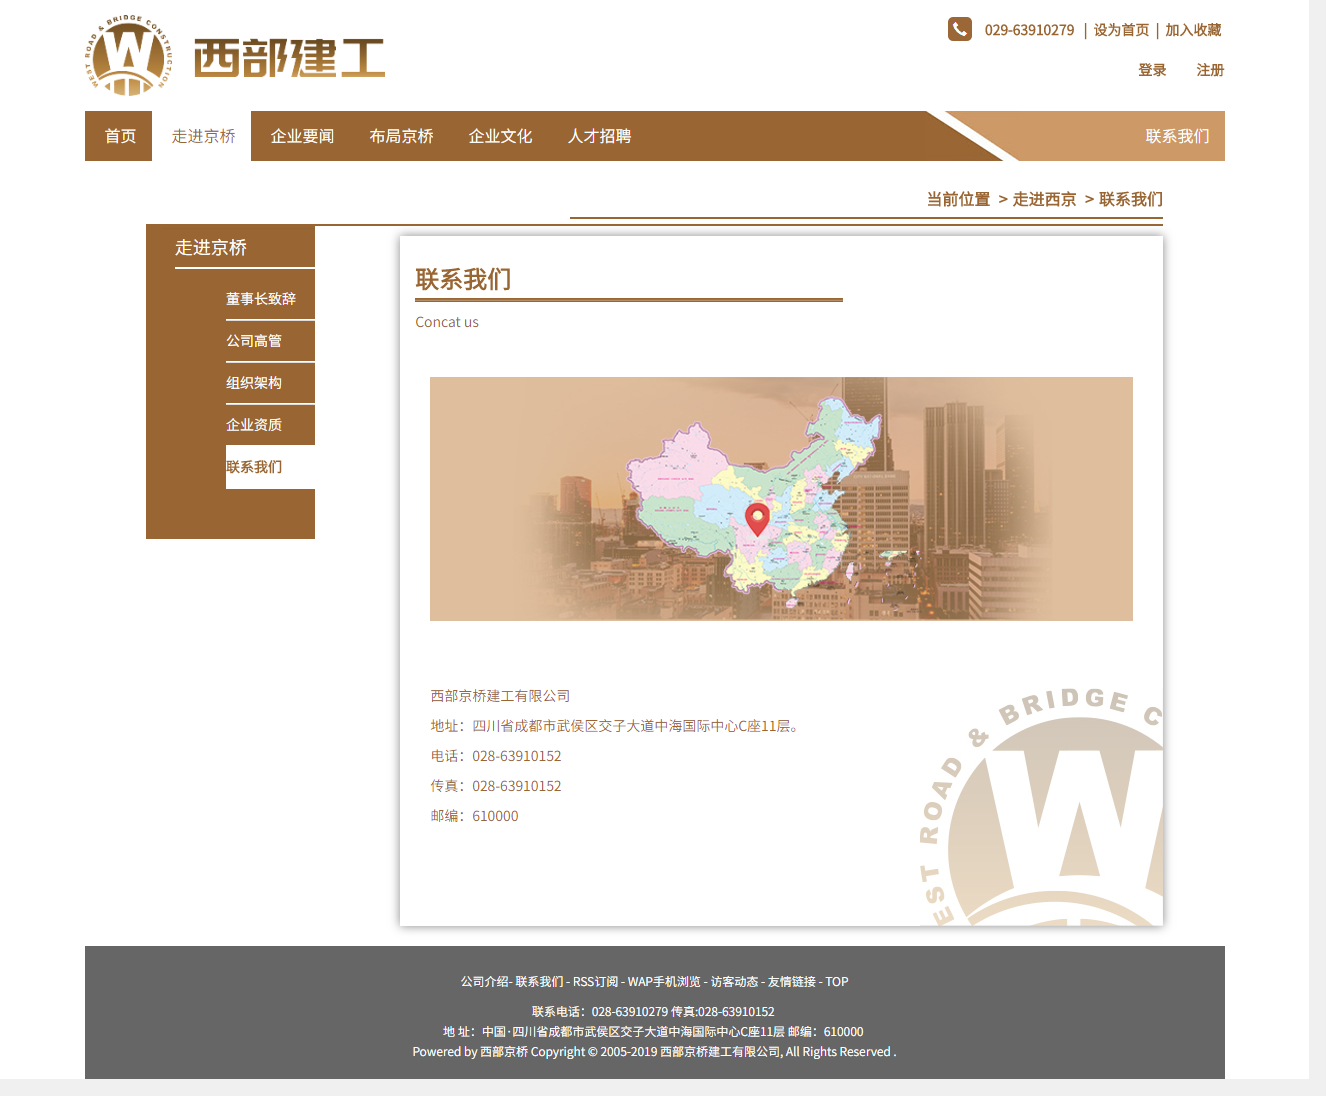 WEST ROAD & BRIDGE CONSTRUCTION
西部建工
029-63910279 | 设为首页 | 加入收藏
登录 注册
首页 走进京桥 企业要闻 布局京桥 企业文化 人才招聘 联系我们
当前位置 > 走进西京 > 联系我们
走进京桥
董事长致辞
公司高管
组织架构
企业资质
联系我们
联系我们
Concat us
西部京桥建工有限公司
地址：四川省成都市武侯区交子大道中海国际中心C座11层。
电话：028-63910152
传真：028-63910152
邮编：610000
EST ROAD & BRIDGE C
公司介绍- 联系我们 - RSS订阅 - WAP手机浏览 - 访客动态 - 友情链接 - TOP
联系电话：028-63910279 传真:028-63910152
地 址：中国·四川省成都市武侯区交子大道中海国际中心C座11层 邮编：610000
Powered by 西部京桥 Copyright © 2005-2019 西部京桥建工有限公司, All Rights Reserved .